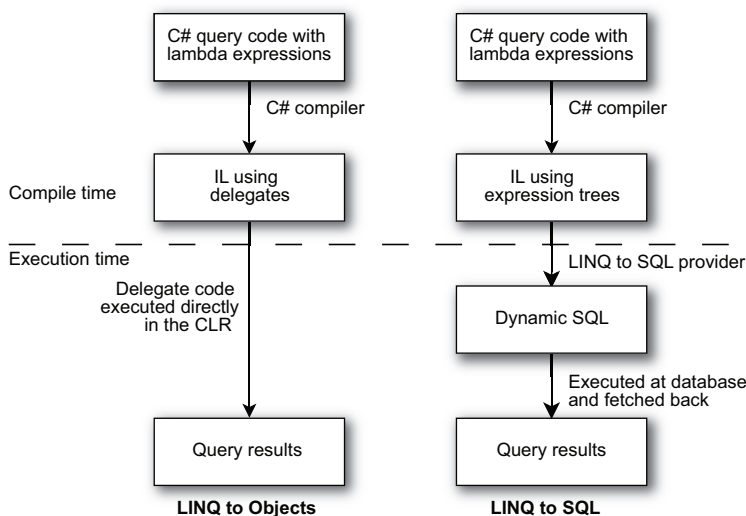 C# query code with
lambda expressions
C# query code with
lambda expressions
C# compiler
C# compiler
Compile time
IL using
delegates
IL using
expression trees
Execution time
LINQ to SQL provider
Delegate code
executed directly
in the CLR
Dynamic SQL
Executed at database
and fetched back
Query results
Query results
LINQ to Objects
LINQ to SQL